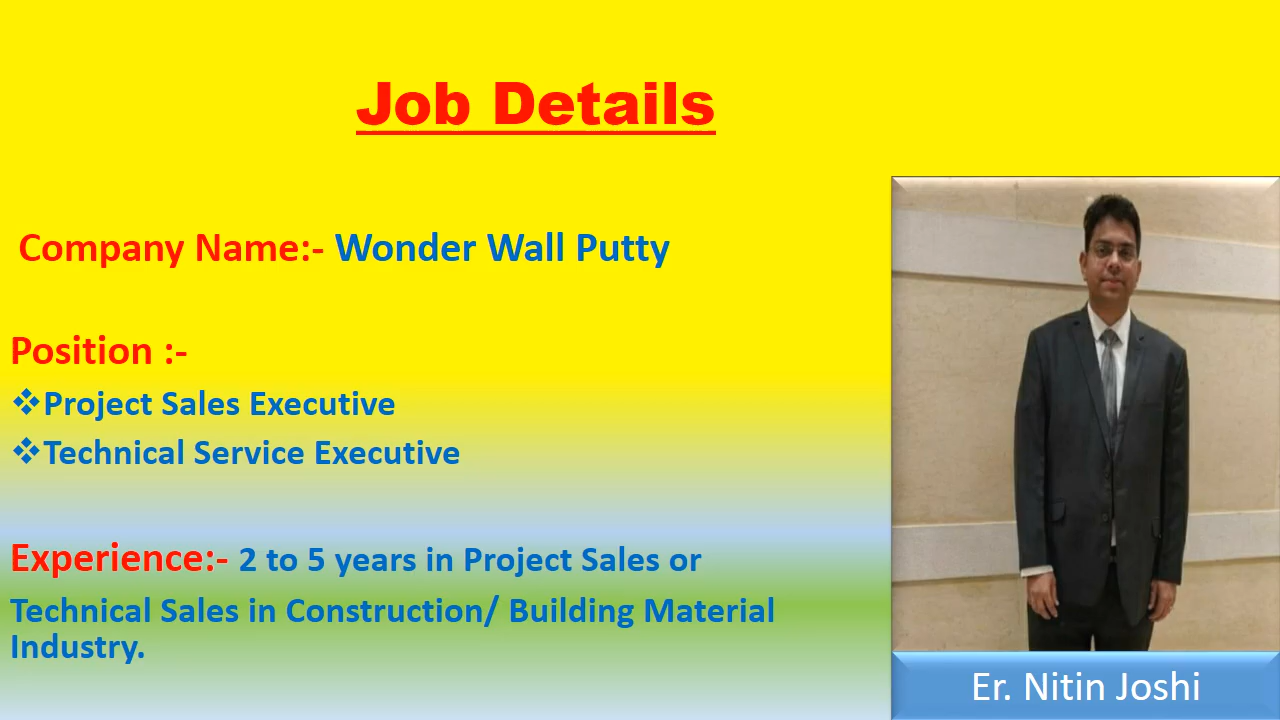 Job Details
Company Name:- Wonder Wall Putty
Position :-
❖Project Sales Executive
❖Technical Service Executive
Experience:- 2 to 5 years in Project Sales or
Technical Sales in Construction/ Building Material
Industry.
Er. Nitin Joshi